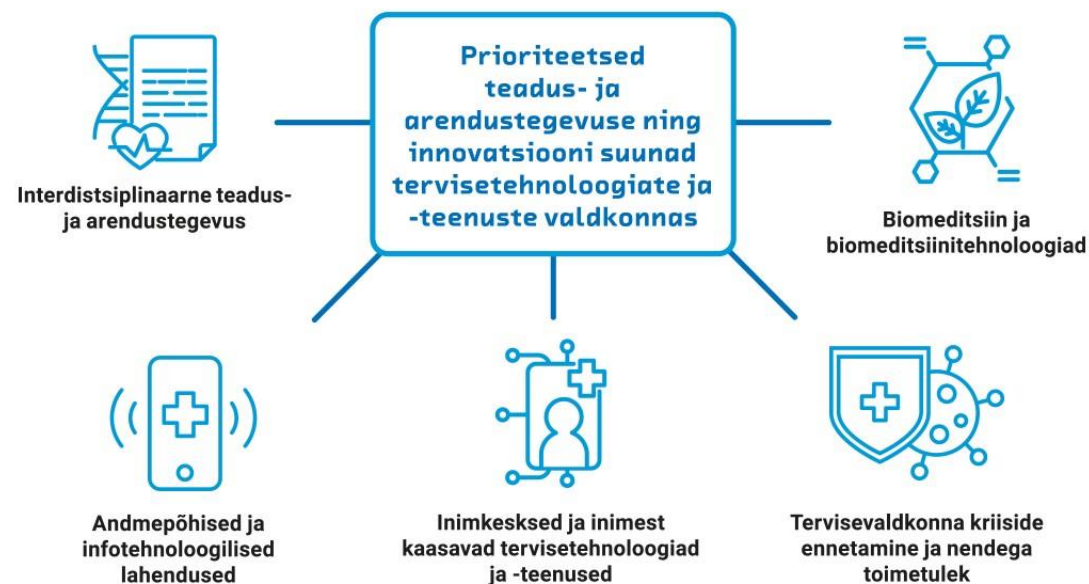 Prioriteetsed
teadus- ja
arendustegevuse ning
innovatsiooni suunad
tervisetehnoloogiate ja
-teenuste valdkonnas
Interdistsiplinaarne teadus-
ja arendustegevus
Biomeditsiin ja
biomeditsiinitehnoloogiad
Andmepõhised ja
infotehnoloogilised
lahendused
Inimkesksed ja inimest
kaasavad tervisetehnoloogiad
ja -teenused
Tervisevaldkonna kriiside
ennetamine ja nendega
toimetulek